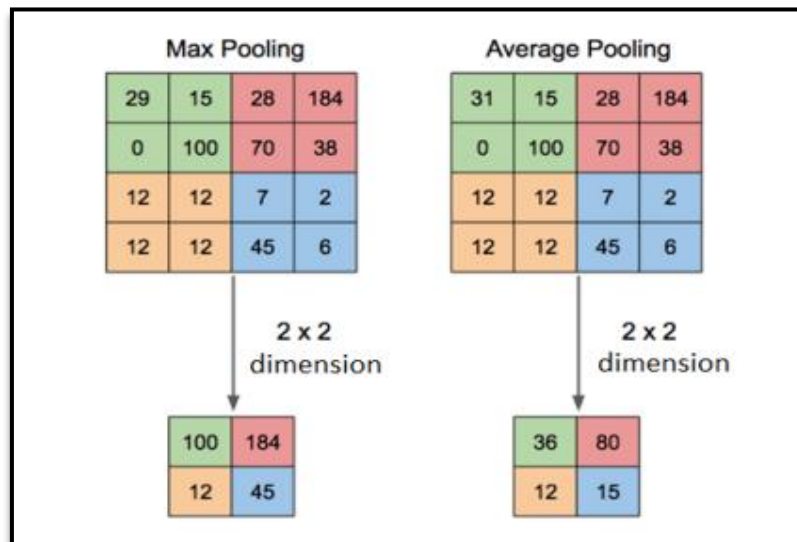 Max Pooling
29 15 28 184
0 100 70 38
12 12 7 2
12 12 45 6
2 x 2
dimension
100 184
12 45
Average Pooling
31 15 28 184
0 100 70 38
12 12 7 2
12 12 45 6
2 x 2
dimension
36 80
12 15